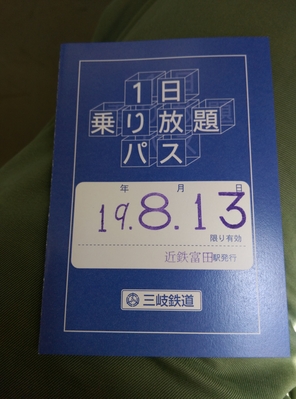 1日
乗り放題
パス
年 月 日
19.8.13
限り有効
近鉄富田駅発行
三岐鉄道